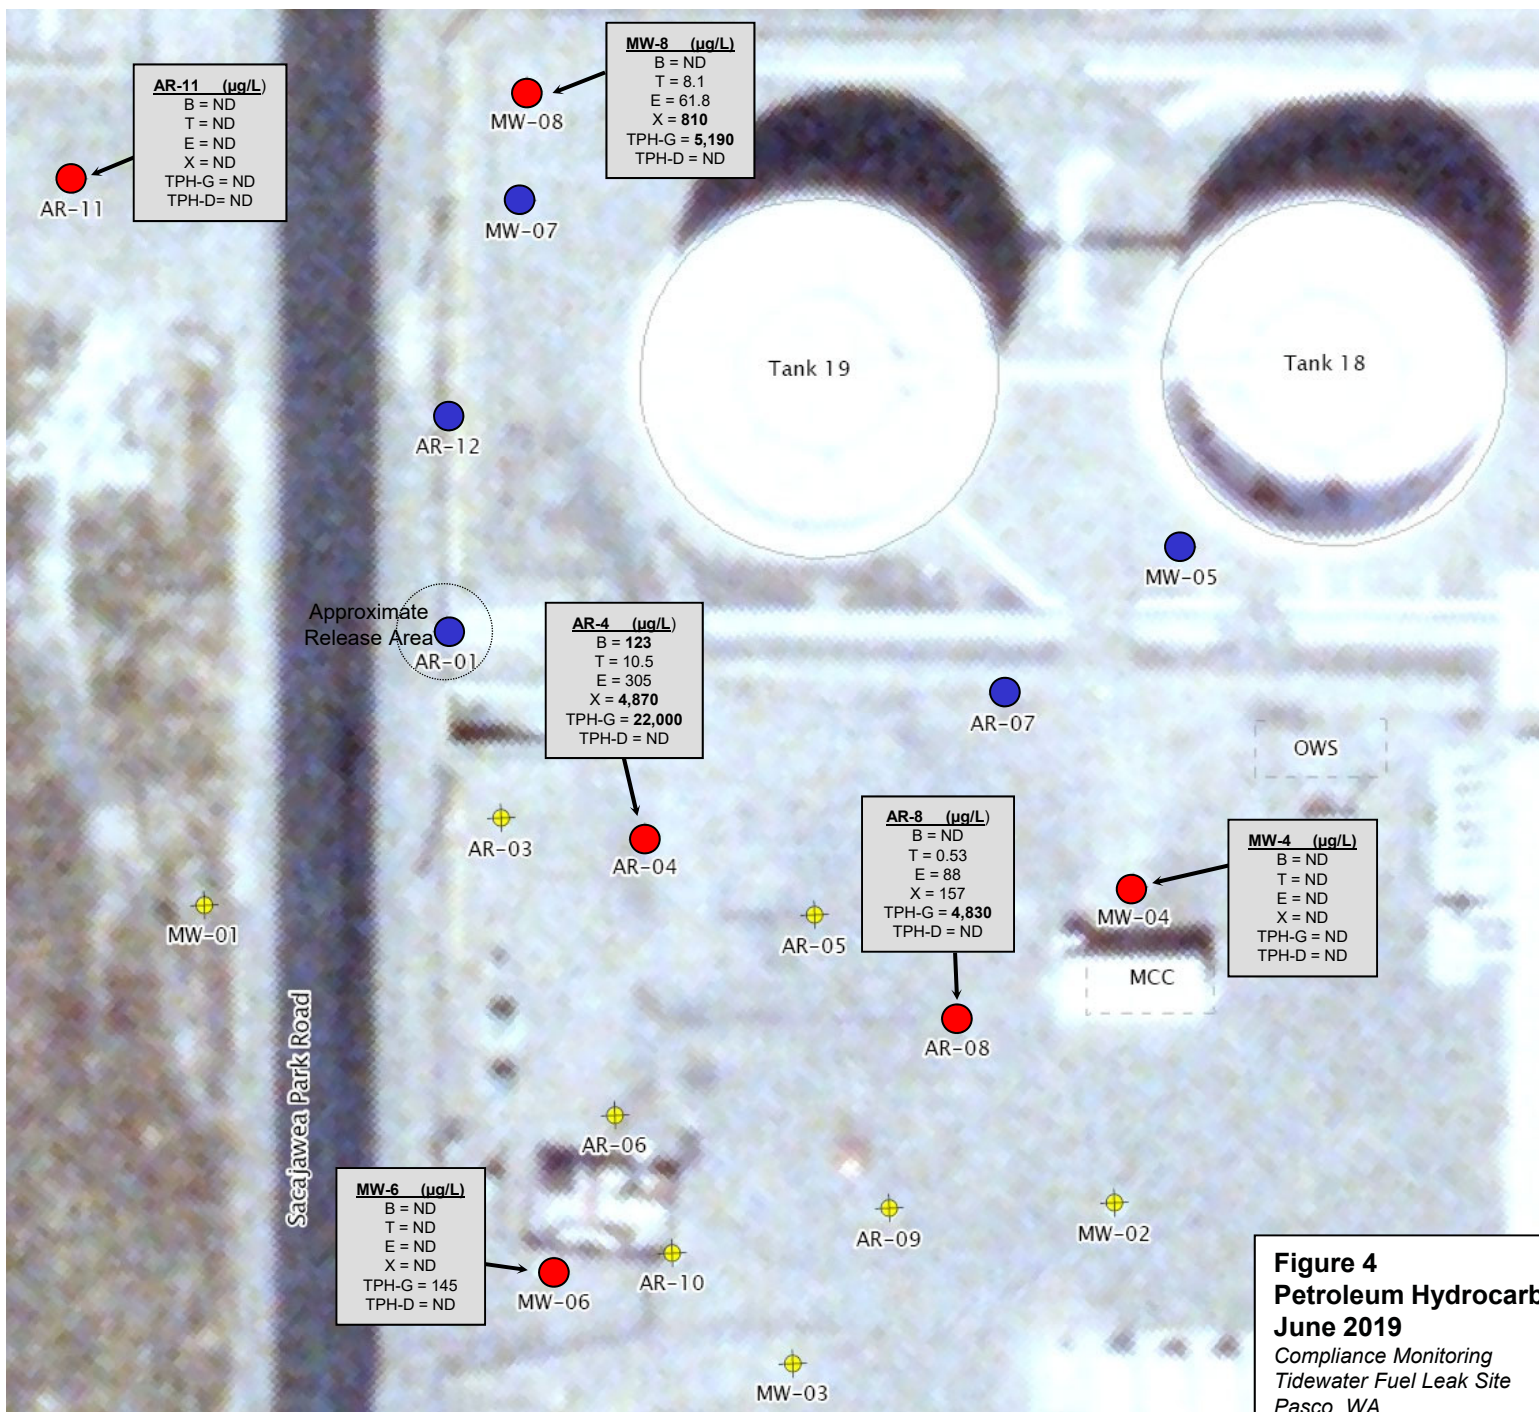 MW-8 (µg/L)
B = ND
T = 8.1
E = 61.8
X = 810
TPH-G = 5,190
TPH-D = ND
AR-11 (µg/L)
B = ND
T = ND
E = ND
X = ND
TPH-G = ND
TPH-D= ND
MW-08
AR-11
MW-07
Tank 19
Tank 18
AR-12
MW-05
Approximate
Release Area
AR-01
AR-4 (µg/L)
B = 123
T = 10.5
E = 305
X = 4,870
TPH-G = 22,000
TPH-D = ND
AR-07
OWS
AR-03
AR-04
AR-8 (µg/L)
B = ND
T = 0.53
E = 88
X = 157
TPH-G = 4,830
TPH-D = ND
MW-4 (µg/L)
B = ND
T = ND
E = ND
X = ND
TPH-G = ND
TPH-D = ND
MW-01
AR-05
MW-04
MCC
AR-08
Sacajawea Park Road
AR-06
MW-6 (µg/L)
B = ND
T = ND
E = ND
X = ND
TPH-G = 145
TPH-D = ND
MW-06
AR-10
AR-09
MW-02
MW-03
Figure 4
Petroleum Hydrocarb
June 2019
Compliance Monitoring
Tidewater Fuel Leak Site
Pasco, WA